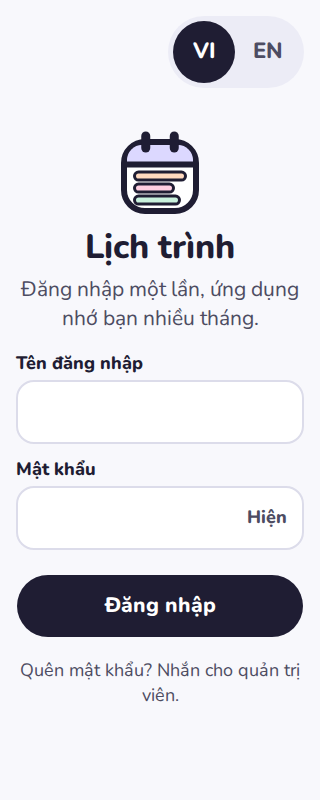 VI EN
Lịch trình
Đăng nhập một lần, ứng dụng
nhớ bạn nhiều tháng.
Tên đăng nhập
Mật khẩu
Hiện
Đăng nhập
Quên mật khẩu? Nhắn cho quản trị
viên.